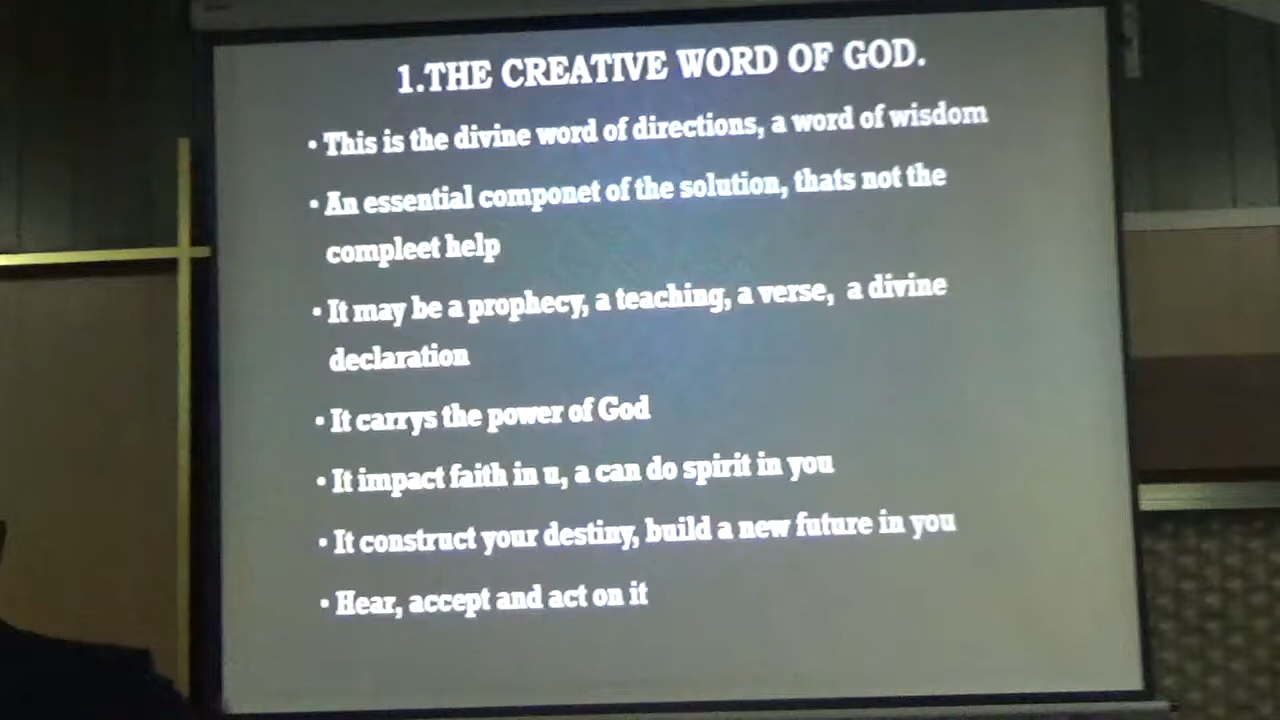 1.THE CREATIVE WORD OF GOD.
• This is the divine word of directions, a word of wisdom
• An essential componet of the solution, thats not the
compleet help
• It may be a prophecy, a teaching, a verse, a divine
declaration
• It carrys the power of God
• It impact faith in u, a can do spirit in you
• It construct your destiny, build a new future in you
• Hear, accept and act on it